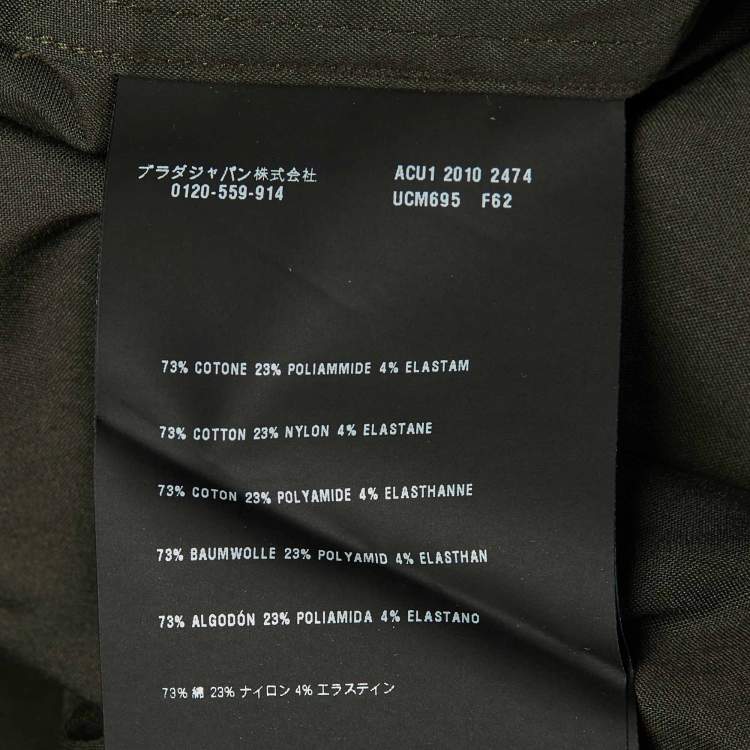 プラダジャパン株式会社 ACU1 2010 2474
0120-559-914 UCM695 F62
73% COTONE 23% POLIAMMIDE 4% ELASTAM
73% COTTON 23% NYLON 4% ELASTANE
73% COTON 23% POLYAMIDE 4% ELASTHANNE
73% BAUMWOLLE 23% POLYAMID 4% ELASTHAN
73% ALGODÓN 23% POLIAMIDA 4% ELASTANO
73% 綿 23% ナイロン 4% エラステイン